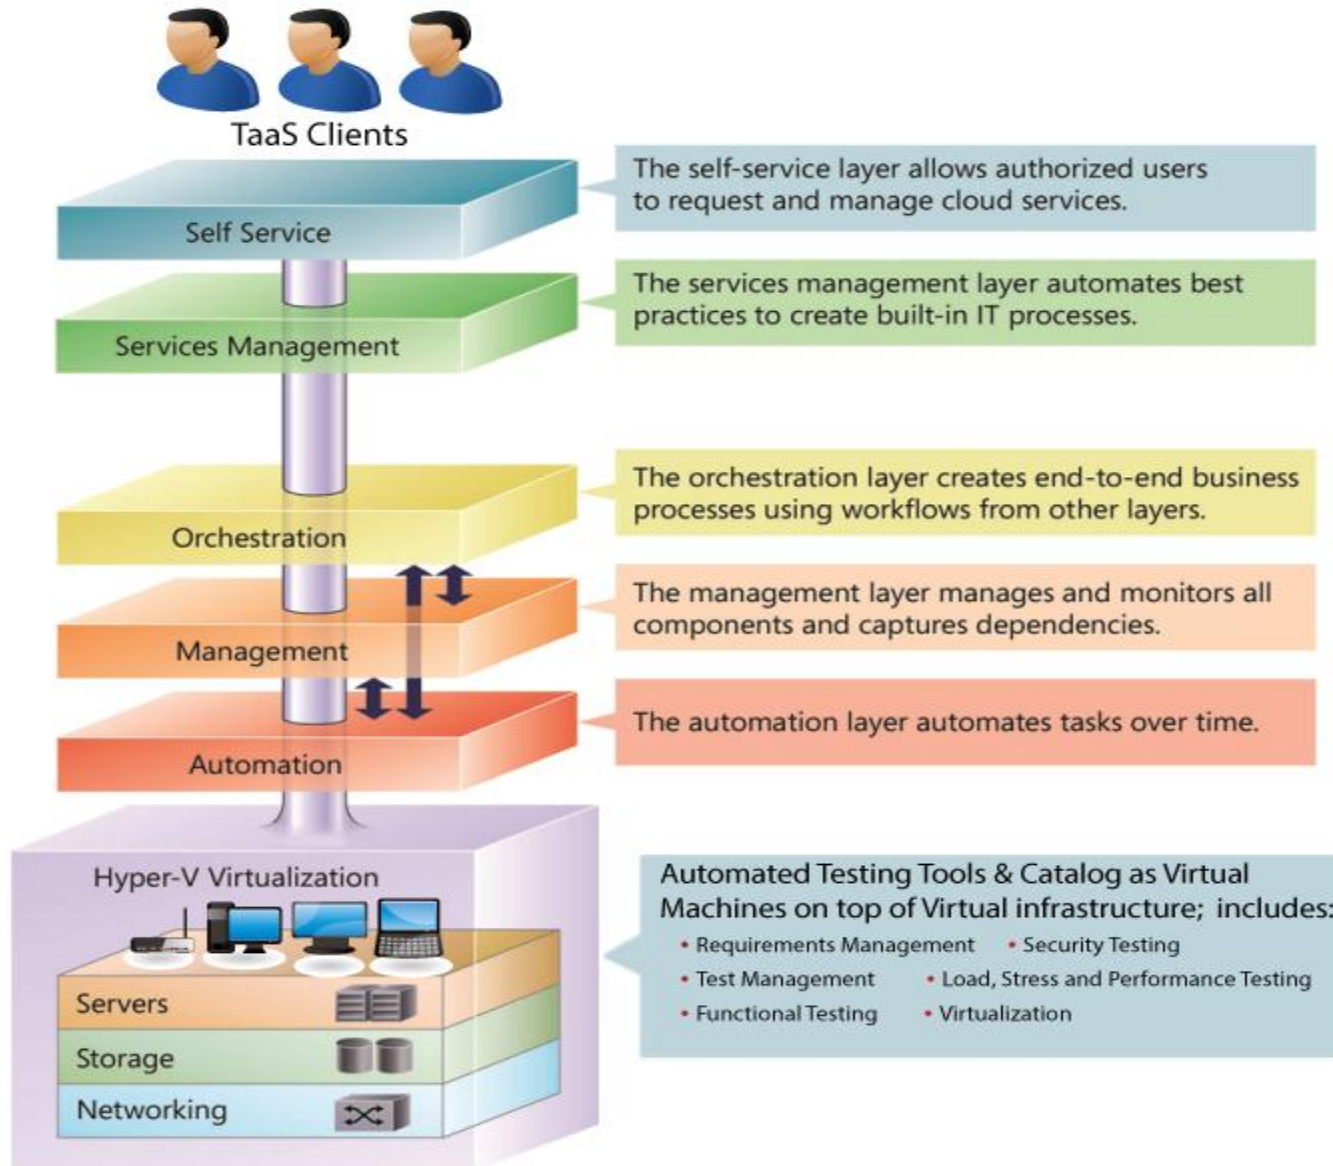 TaaS Clients
The self-service layer allows authorized users
to request and manage cloud services.
Self Service
The services management layer automates best
practices to create built-in IT processes.
Services Management
The orchestration layer creates end-to-end business
processes using workflows from other layers.
Orchestration
The management layer manages and monitors all
components and captures dependencies.
Management
The automation layer automates tasks over time.
Automation
Hyper-V Virtualization
Servers
Storage
Networking
Automated Testing Tools & Catalog as Virtual
Machines on top of Virtual infrastructure; includes:
• Requirements Management • Security Testing
• Test Management • Load, Stress and Performance Testing
• Functional Testing • Virtualization